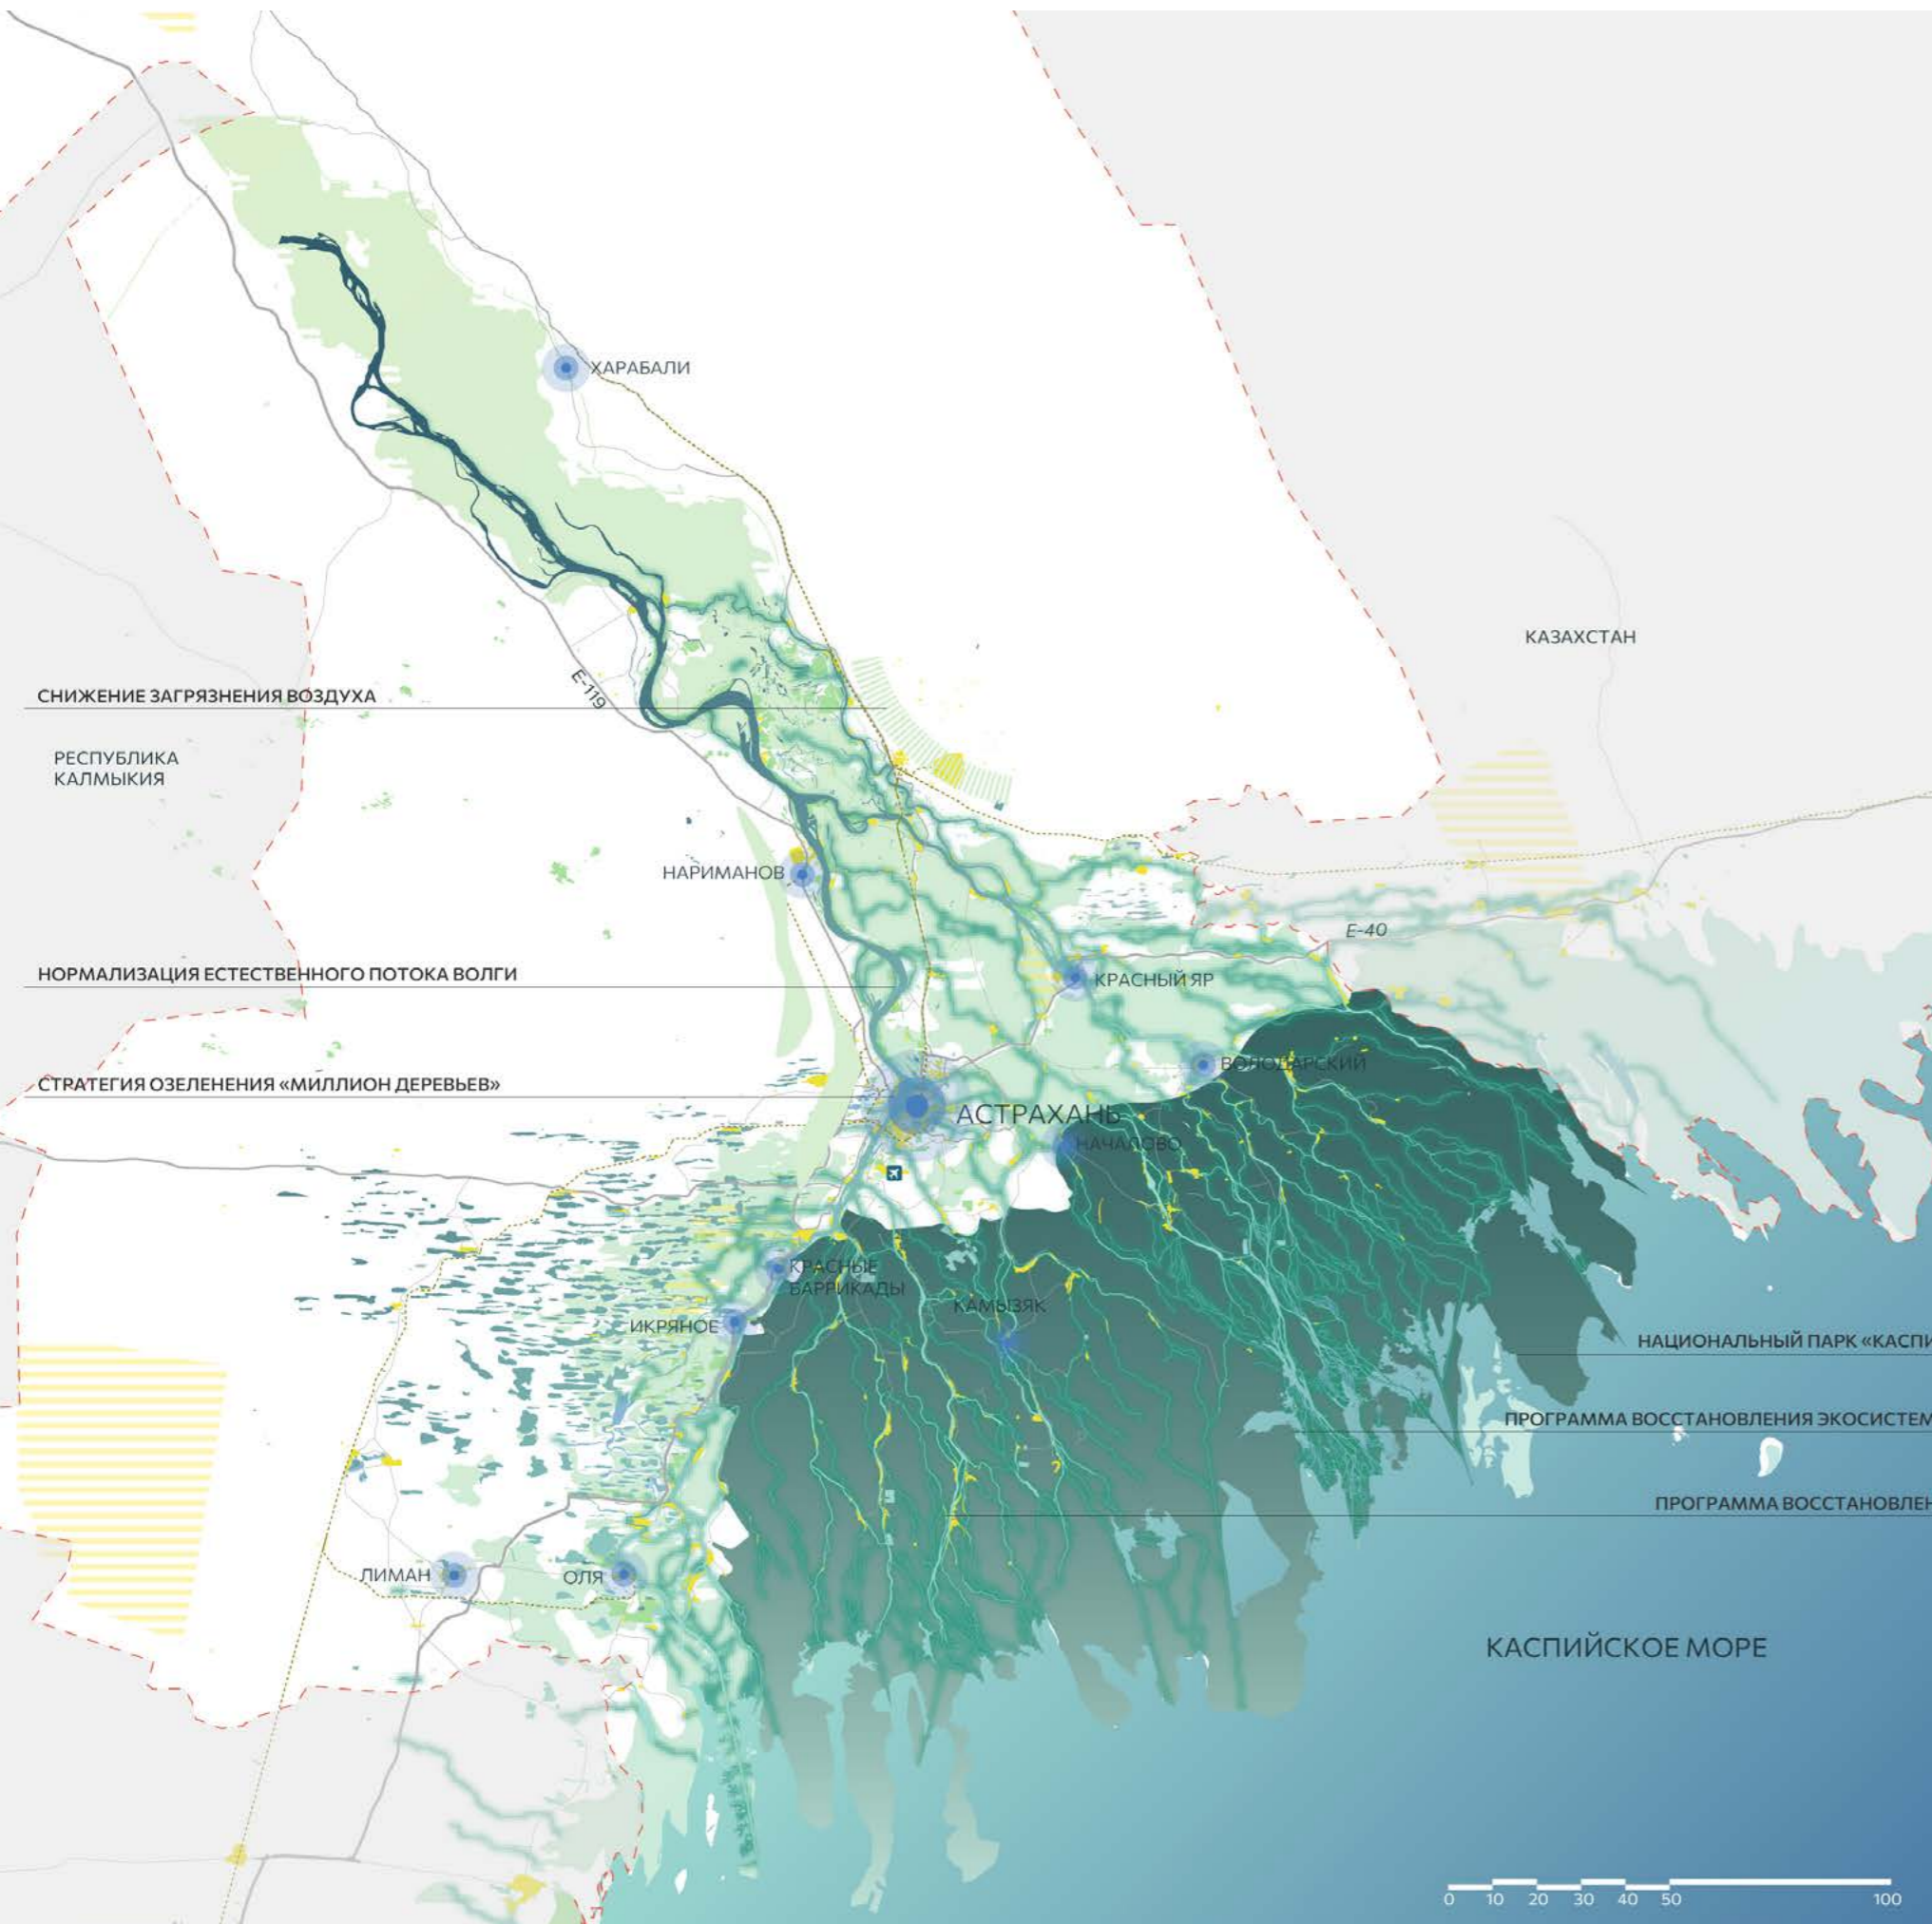 ХАРАБАЛИ
КАЗАХСТАН
E-119
СНИЖЕНИЕ ЗАГРЯЗНЕНИЯ ВОЗДУХА
РЕСПУБЛИКА
КАЛМЫКИЯ
НАРИМАНОВ
E-40
НОРМАЛИЗАЦИЯ ЕСТЕСТВЕННОГО ПОТОКА ВОЛГИ
КРАСНЫЙ ЯР
ВОЛОДАРСКИЙ
СТРАТЕГИЯ ОЗЕЛЕНЕНИЯ «МИЛЛИОН ДЕРЕВЬЕВ»
АСТРАХАНЬ
НАЧАЛОВО
КРАСНЫЕ
БАРРИКАДЫ
КАМЫЗЯК
ИКРЯНОЕ
НАЦИОНАЛЬНЫЙ ПАРК «КАСПИ
ПРОГРАММА ВОССТАНОВЛЕНИЯ ЭКОСИСТЕМ
ПРОГРАММА ВОССТАНОВЛЕН
ЛИМАН
ОЛЯ
КАСПИЙСКОЕ МОРЕ
0 10 20 30 40 50 100